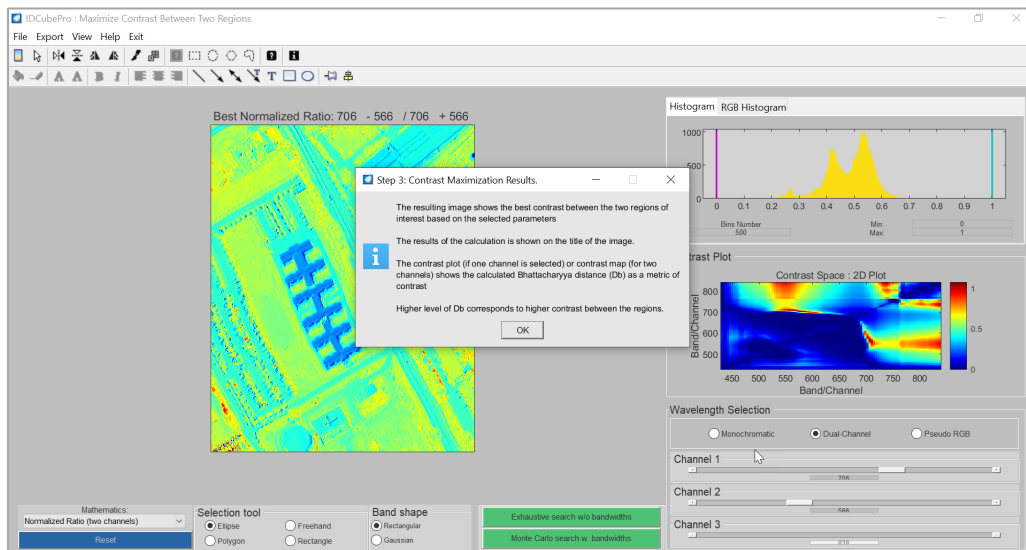 IDCubePro : Maximize Contrast Between Two Regions
File Export View Help Exit
Best Normalized Ratio: 706 - 566 / 706 + 566
Step 3: Contrast Maximization Results.
The resulting image shows the best contrast between the two regions of
interest based on the selected parameters
The results of the calculation is shown on the title of the image.
The contrast plot (if one channel is selected) or contrast map (for two
channels) shows the calculated Bhattacharyya distance (Db) as a metric of
contrast
Higher level of Db corresponds to higher contrast between the regions.
OK
Histogram RGB Histogram
1000
500
0
0 0.1 0.2 0.3 0.4 0.5 0.6 0.7 0.8 0.9 1
Bins Number Min: 0
500 Max: 1
trast Plot
Contrast Space : 2D Plot
Band/Channel
800
700
600
500
450 500 550 600 650 700 750 800
Band/Channel
1
0.5
0
Wavelength Selection
Monochromatic Dual-Channel Pseudo RGB
Channel 1
706
Channel 2
566
Channel 3
838
Mathematics:
Normalized Ratio (two channels)
Reset
Selection tool
Ellipse Freehand
Polygon Rectangle
Band shape
Rectangular
Gaussian
Exhaustive search w/o bandwidths
Monte Carlo search w. bandwidths